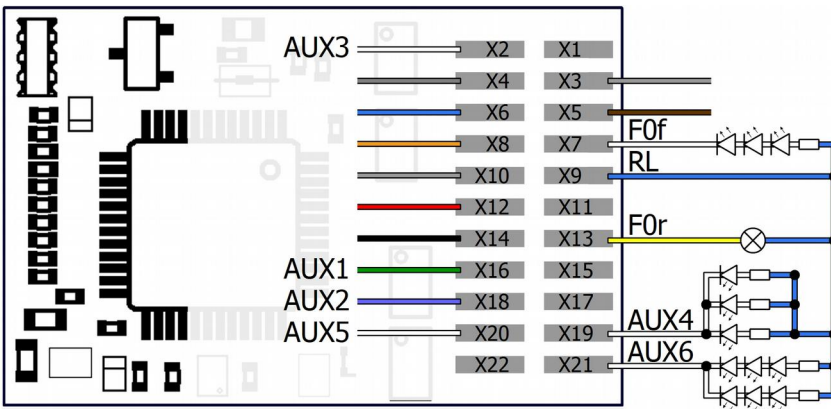 AUX3 X2 X1
X4 X3
X6 X5
X8 X7 F0f
X10 X9 RL
X12 X11
X14 X13 F0r
AUX1 X16 X15
AUX2 X18 X17
AUX5 X20 X19 AUX4
X22 X21 AUX6